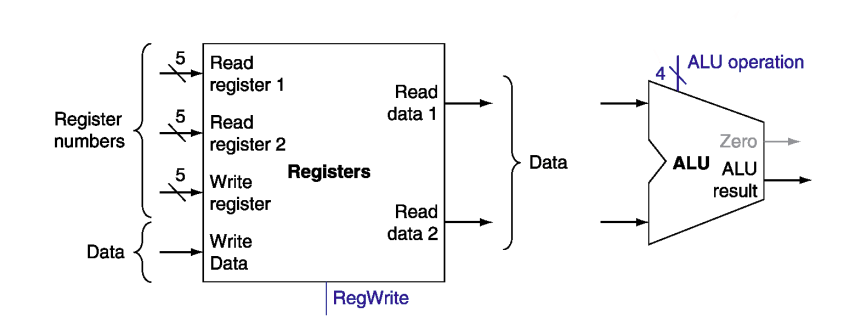 Register
numbers
5
Read
register 1
5
Read
register 2
5
Write
register
Data
Write
Data
Registers
Read
data 1
Read
data 2
RegWrite
Data
4
ALU operation
Zero
ALU
ALU
result